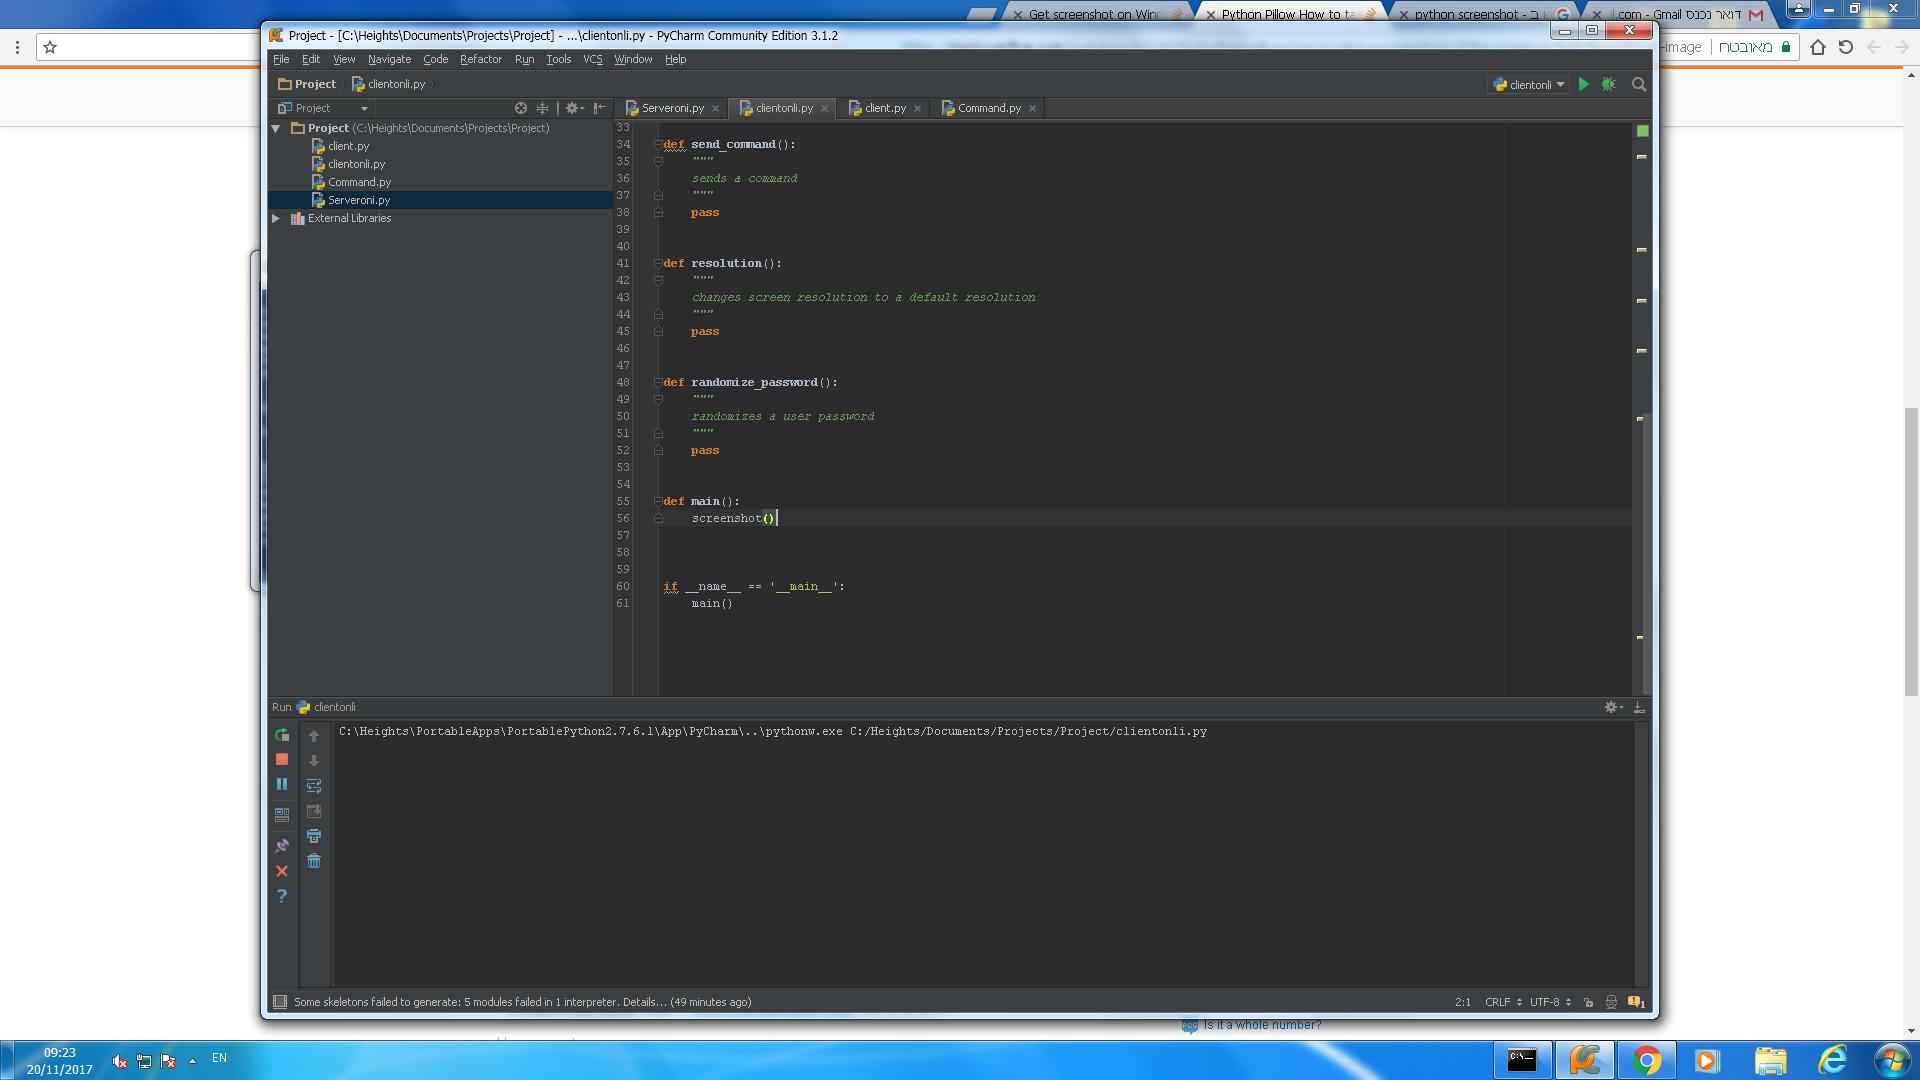 Get screenshot on Win
Python Pillow How to ta
python screenshot - ב
דואר נכנס - Gmail
-image
מאובטח
Project - [C:\Heights\Documents\Projects\Project] - ...\clientonli.py - PyCharm Community Edition 3.1.2
File Edit View Navigate Code Refactor Run Tools VCS Window Help
Project clientonli.py
clientonli
Project
Serveroni.py clientonli.py client.py Command.py
Project (C:\Heights\Documents\Projects\Project)
client.py
clientonli.py
Command.py
Serveroni.py
External Libraries
33
34 def send_command():
35 """
36 sends a command
37 """
38 pass
39
40
41 def resolution():
42 """
43 changes screen resolution to a default resolution
44 """
45 pass
46
47
48 def randomize_password():
49 """
50 randomizes a user password
51 """
52 pass
53
54
55 def main():
56 screenshot()
57
58
59
60 if __name__ == '__main__':
61 main()
Run clientonli
C:\Heights\PortableApps\PortablePython2.7.6.1\App\PyCharm\..\pythonw.exe C:/Heights/Documents/Projects/Project/clientonli.py
Some skeletons failed to generate: 5 modules failed in 1 interpreter. Details... (49 minutes ago)
2:1 CRLF UTF-8
Is it a whole number?
09:23
20/11/2017
EN